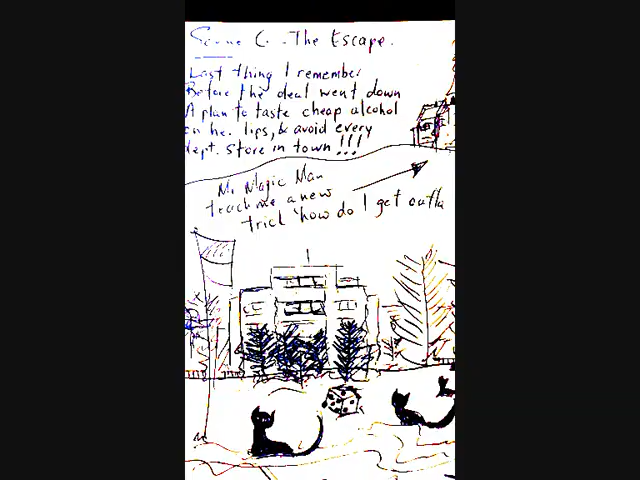 Scene C. The Escape.
Last thing I remember
Before the deal went down
A plan to taste cheap alcohol
on her lips, & avoid every
dept. store in town!!!
Mr Magic Man
teach me a new
trick 'how do I get outta